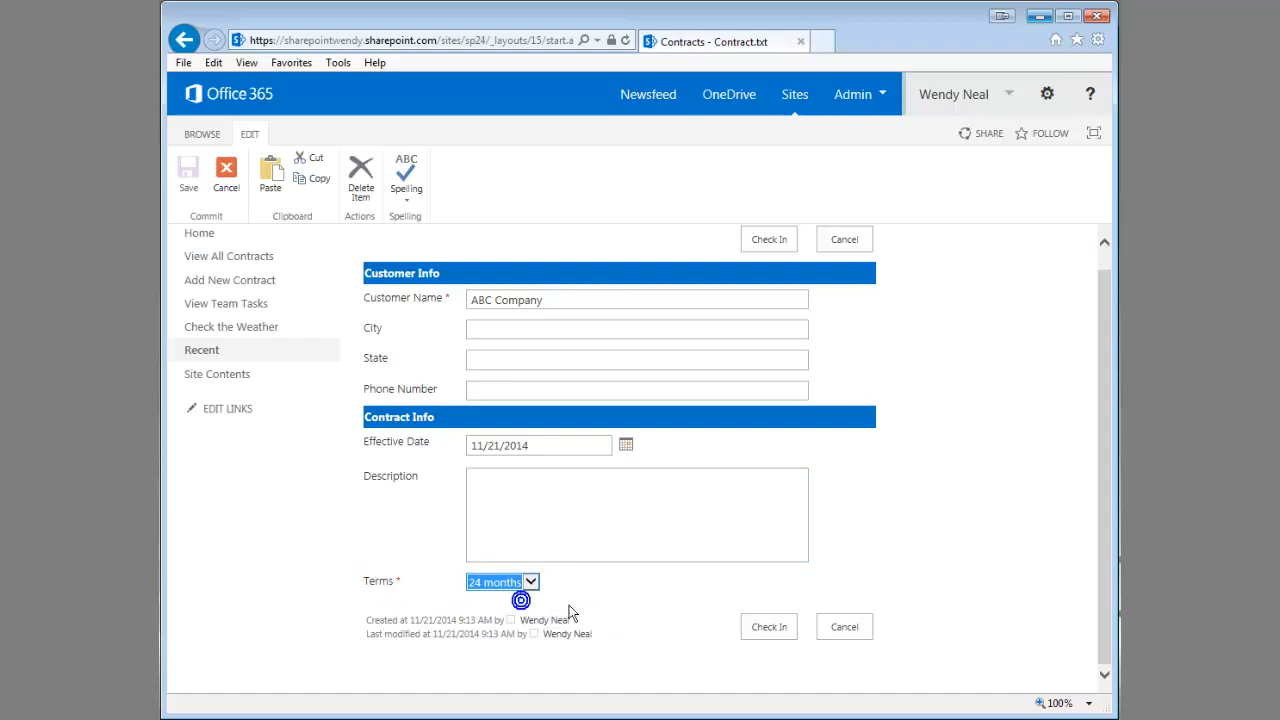 https://sharepointwendy.sharepoint.com/sites/sp24/_layouts/15/start.a
Contracts - Contract.txt
File Edit View Favorites Tools Help
Office 365
Newsfeed OneDrive Sites Admin Wendy Neal ?
BROWSE EDIT SHARE FOLLOW
Save Cancel Paste Cut Copy Delete Item ABC Spelling
Commit Clipboard Actions Spelling
Home
View All Contracts
Add New Contract
View Team Tasks
Check the Weather
Recent
Site Contents
EDIT LINKS
Check In Cancel
Customer Info
Customer Name * ABC Company
City
State
Phone Number
Contract Info
Effective Date 11/21/2014
Description
Terms * 24 months
Created at 11/21/2014 9:13 AM by Wendy Neal
Last modified at 11/21/2014 9:13 AM by Wendy Neal
Check In Cancel
100%